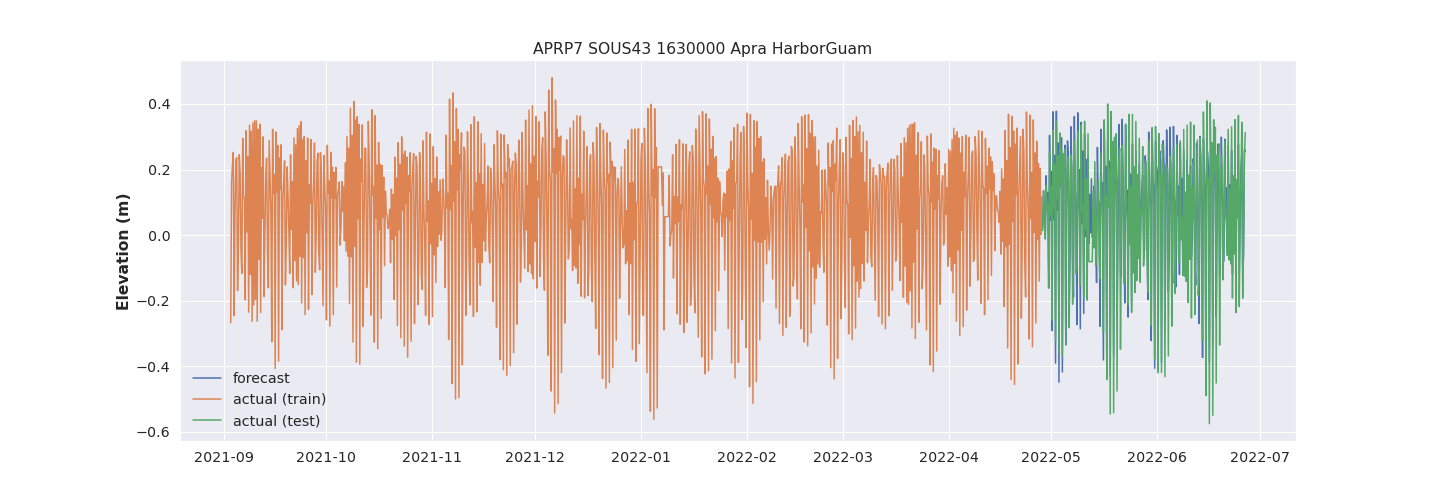 APRP7 SOUS43 1630000 Apra HarborGuam
Elevation (m)
0.4
0.2
0.0
−0.2
−0.4
−0.6
forecast
actual (train)
actual (test)
2021-09 2021-10 2021-11 2021-12 2022-01 2022-02 2022-03 2022-04 2022-05 2022-06 2022-07